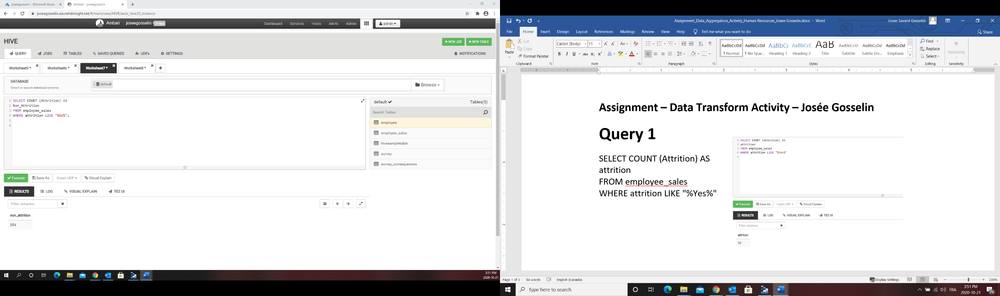 joseegosselin - Microsoft Azure
Ambari - joseegosselin
joseegosselin.azurehdinsight.net/#/main/view/HIVE/auto_hive20_instance
Ambari joseegosselin 0 ops
Dashboard Services Hosts Alerts Admin admin
HIVE
+NEW JOB +NEW TABLE
QUERY JOBS TABLES SAVED QUERIES UDFs SETTINGS NOTIFICATIONS
Worksheet5 * Worksheet6 * Worksheet7 * Worksheet8 *
DATABASE
Select or search database/schema
default
Browse
1 SELECT COUNT (Attrition) AS
2 Non_Attrition
3 FROM employee_sales
4 WHERE attrition LIKE "%No%";
5
6
default Tables(5)
Search Tables
employee
employee_sales
hivesampletable
survey
survey_consequences
Execute Save As Insert UDF Visual Explain
RESULTS LOG VISUAL EXPLAIN TEZ UI
Filter columns
non_attrition
354
3:51 PM
2020-10-21
Assignment_Data_Aggregation_Activity_Human Resources_Josee Gosselin.docx - Word
Josee Savard Gosselin
File Home Insert Design Layout References Mailings Review View Help Tell me what you want to do
Share
Paste
Cut
Copy
Format Painter
Clipboard
Calibri (Body) 11
Font
Paragraph
AaBbCcDd AaBbCcDd AaBbCc AaBbCcE AaB AaBbCcD AaBbCcDd AaBbCcDd
¶ Normal ¶ No Spac... Heading 1 Heading 2 Title Subtitle Subtle Em... Emphasis
Styles
Find
Replace
Select
Editing
Sensitivity
Sensitivity
Assignment – Data Transform Activity – Josée Gosselin
Query 1
SELECT COUNT (Attrition) AS
attrition
FROM employee_sales
WHERE attrition LIKE "%Yes%"
1 SELECT COUNT (Attrition) AS
2 attrition
3 FROM employee_sales
4 WHERE attrition LIKE "%Yes%"
5
Execute Save As Insert UDF Visual Explain
RESULTS LOG VISUAL EXPLAIN TEZ UI
Filter columns
attrition
92
Page 1 of 3 84 words English (Canada)
Display Settings
200%
Type here to search
FRA
3:51 PM
2020-10-21
26